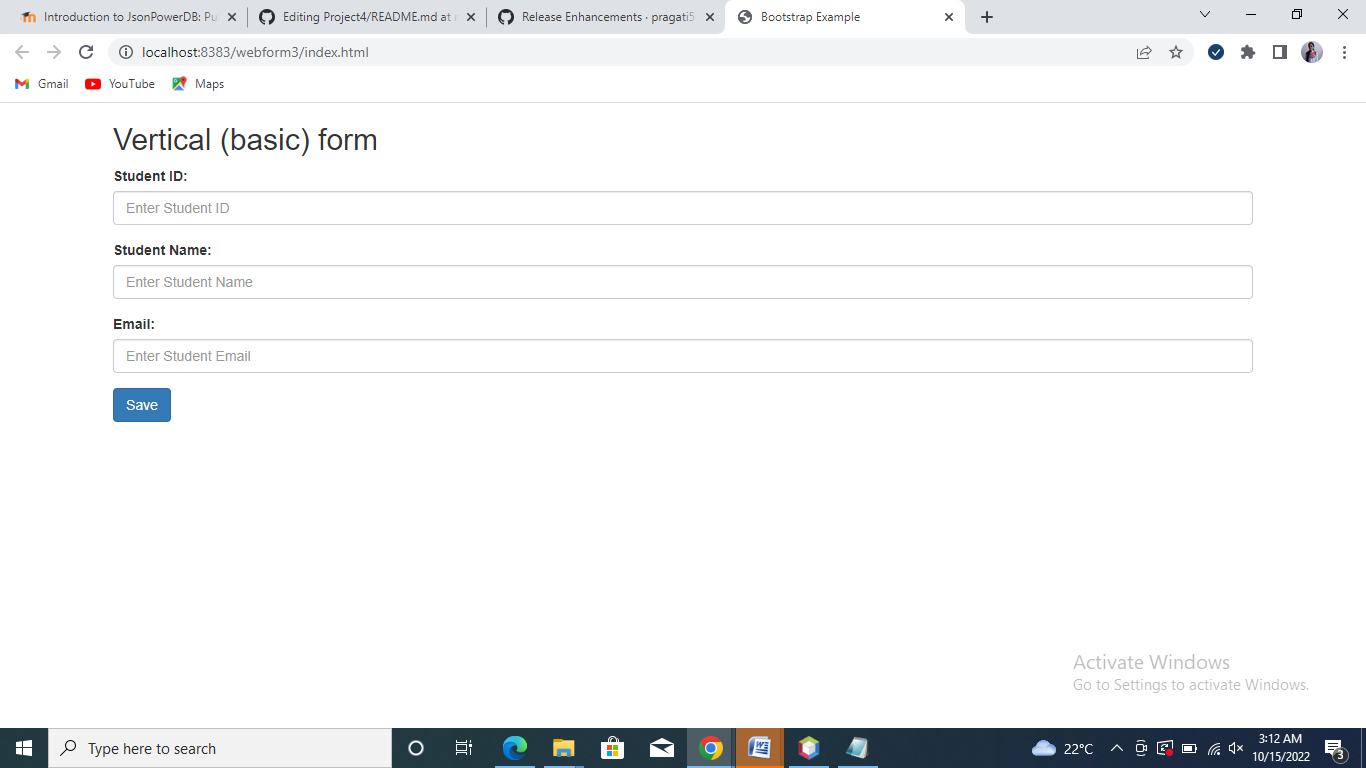 Introduction to JsonPowerDB: Pu
Editing Project4/README.md at
Release Enhancements · pragati5
Bootstrap Example
localhost:8383/webform3/index.html
Gmail
YouTube
Maps
Vertical (basic) form
Student ID:
Enter Student ID
Student Name:
Enter Student Name
Email:
Enter Student Email
Save
Activate Windows
Go to Settings to activate Windows.
Type here to search
22°C
3:12 AM
10/15/2022
3